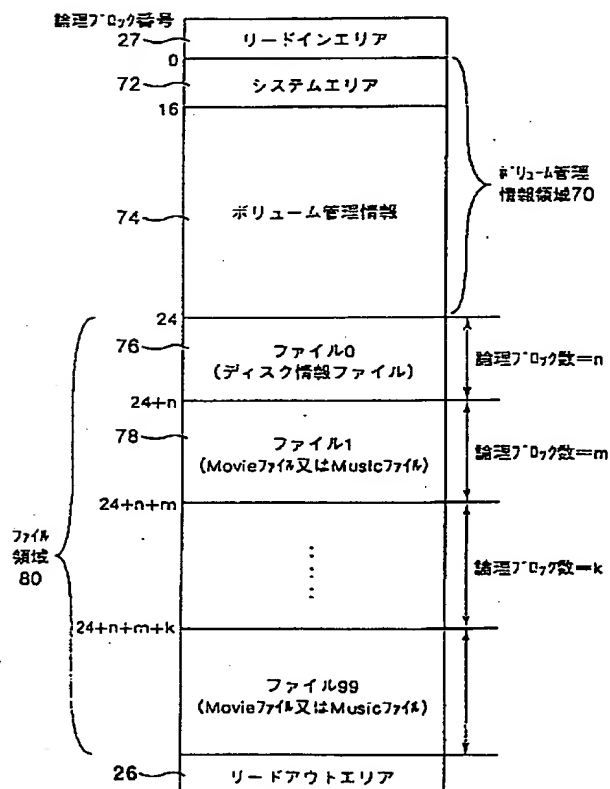 論理ブロック番号
27
リードインエリア
0
72
システムエリア
16
ボリューム管理
情報領域70
74
ボリューム管理情報
24
76
ファイル0
(ディスク情報ファイル)
論理ブロック数=n
24+n
78
ファイル1
(Movieファイル又はMusicファイル)
論理ブロック数=m
24+n+m
ファイル
領域
80
論理ブロック数=k
24+n+m+k
ファイル99
(Movieファイル又はMusicファイル)
26
リードアウトエリア